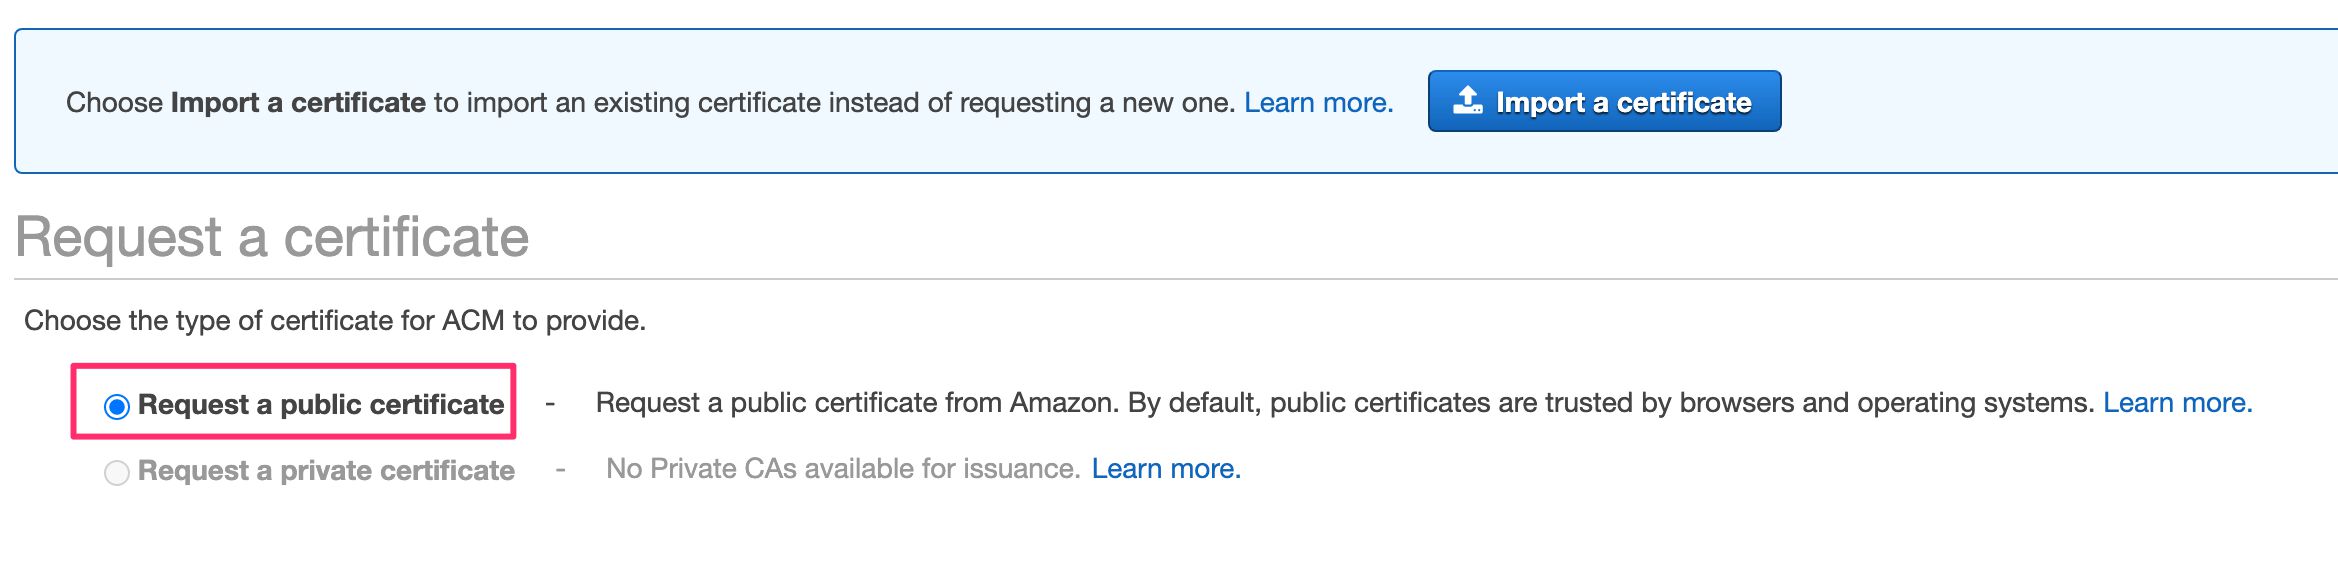 Choose Import a certificate to import an existing certificate instead of requesting a new one. Learn more. Import a certificate
Request a certificate
Choose the type of certificate for ACM to provide.
Request a public certificate - Request a public certificate from Amazon. By default, public certificates are trusted by browsers and operating systems. Learn more.
Request a private certificate - No Private CAs available for issuance. Learn more.